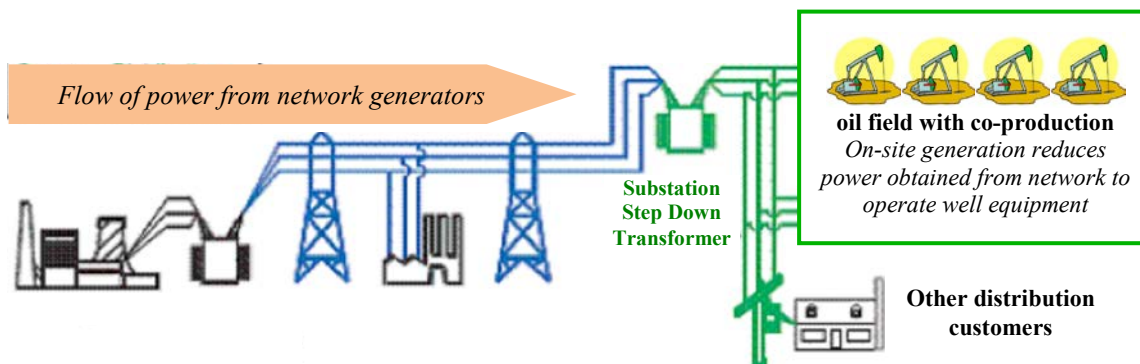 Flow of power from network generators
oil field with co-production
On-site generation reduces
power obtained from network to
operate well equipment
Substation
Step Down
Transformer
Other distribution
customers